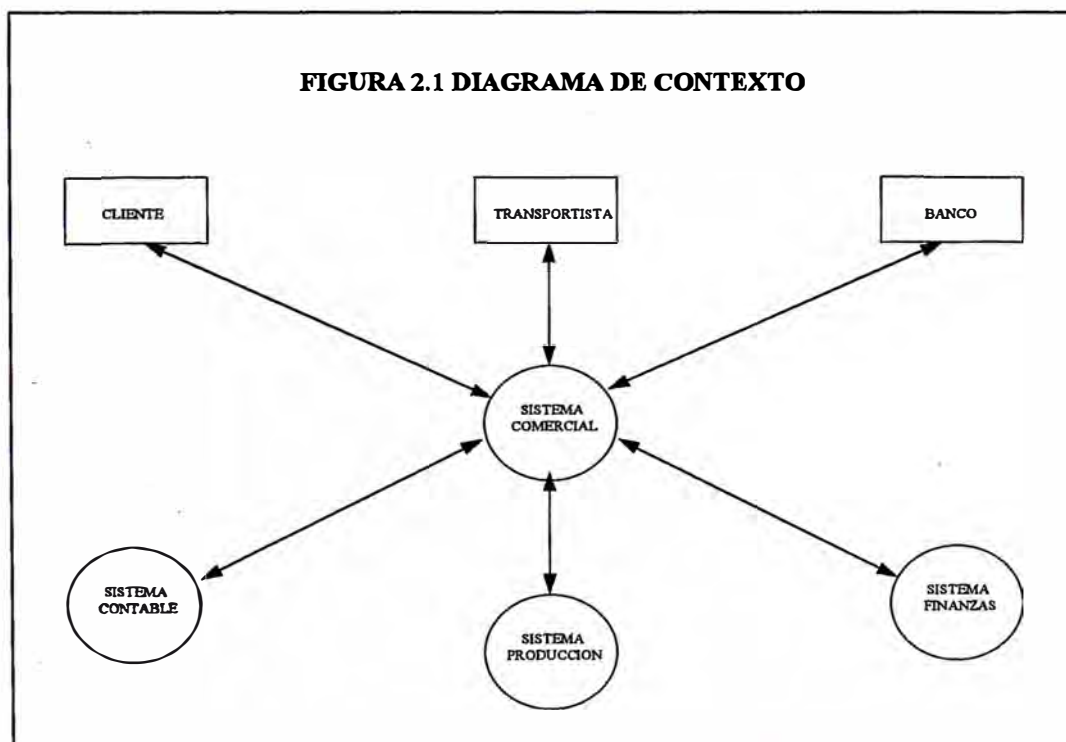 FIGURA 2.1 DIAGRAMA DE CONTEXTO
CLIENTE
TRANSPORTISTA
BANCO
SISTEMA
COMERCIAL
SISTEMA
CONTABLE
SISTEMA
PRODUCCION
SISTEMA
FINANZAS